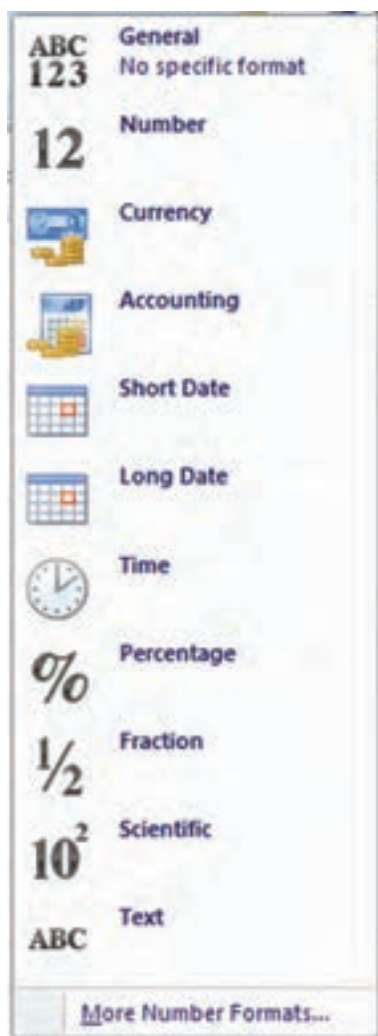 ABC
123
General
No specific format
12
Number
Currency
Accounting
Short Date
Long Date
Time
%
Percentage
1/2
Fraction
10²
Scientific
ABC
Text
More Number Formats...